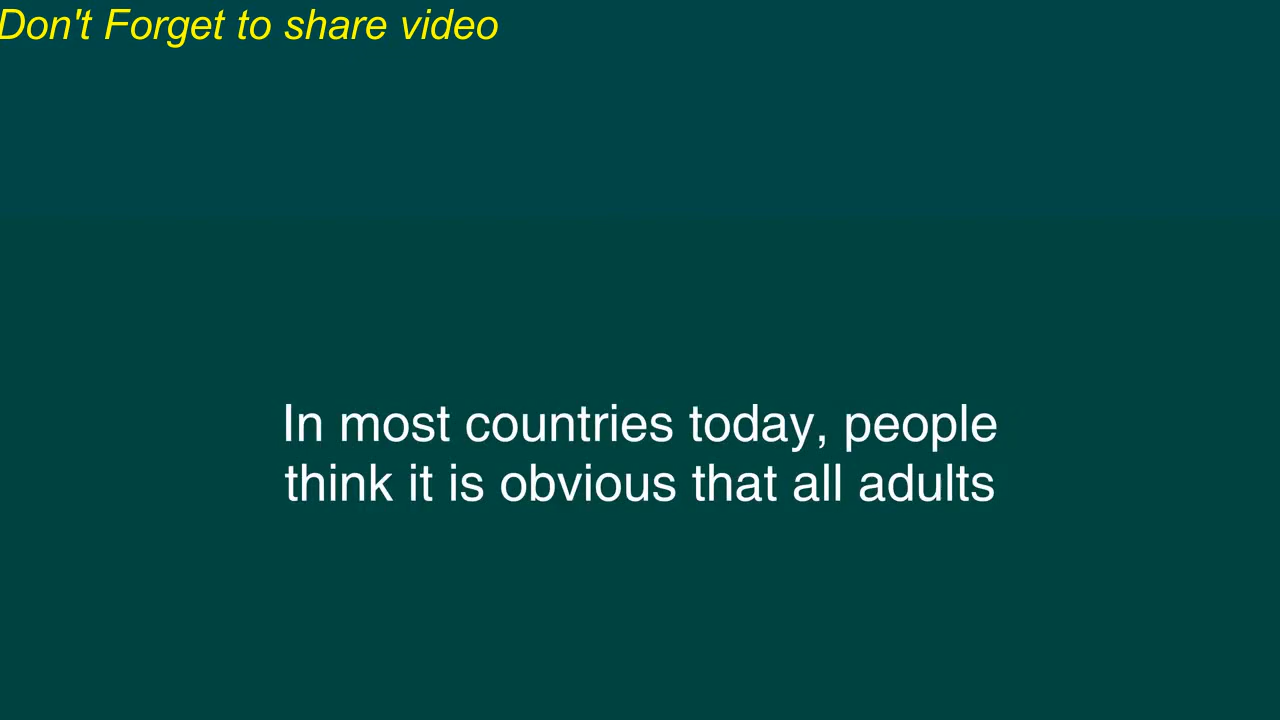 Don't Forget to share video
In most countries today, people
think it is obvious that all adults